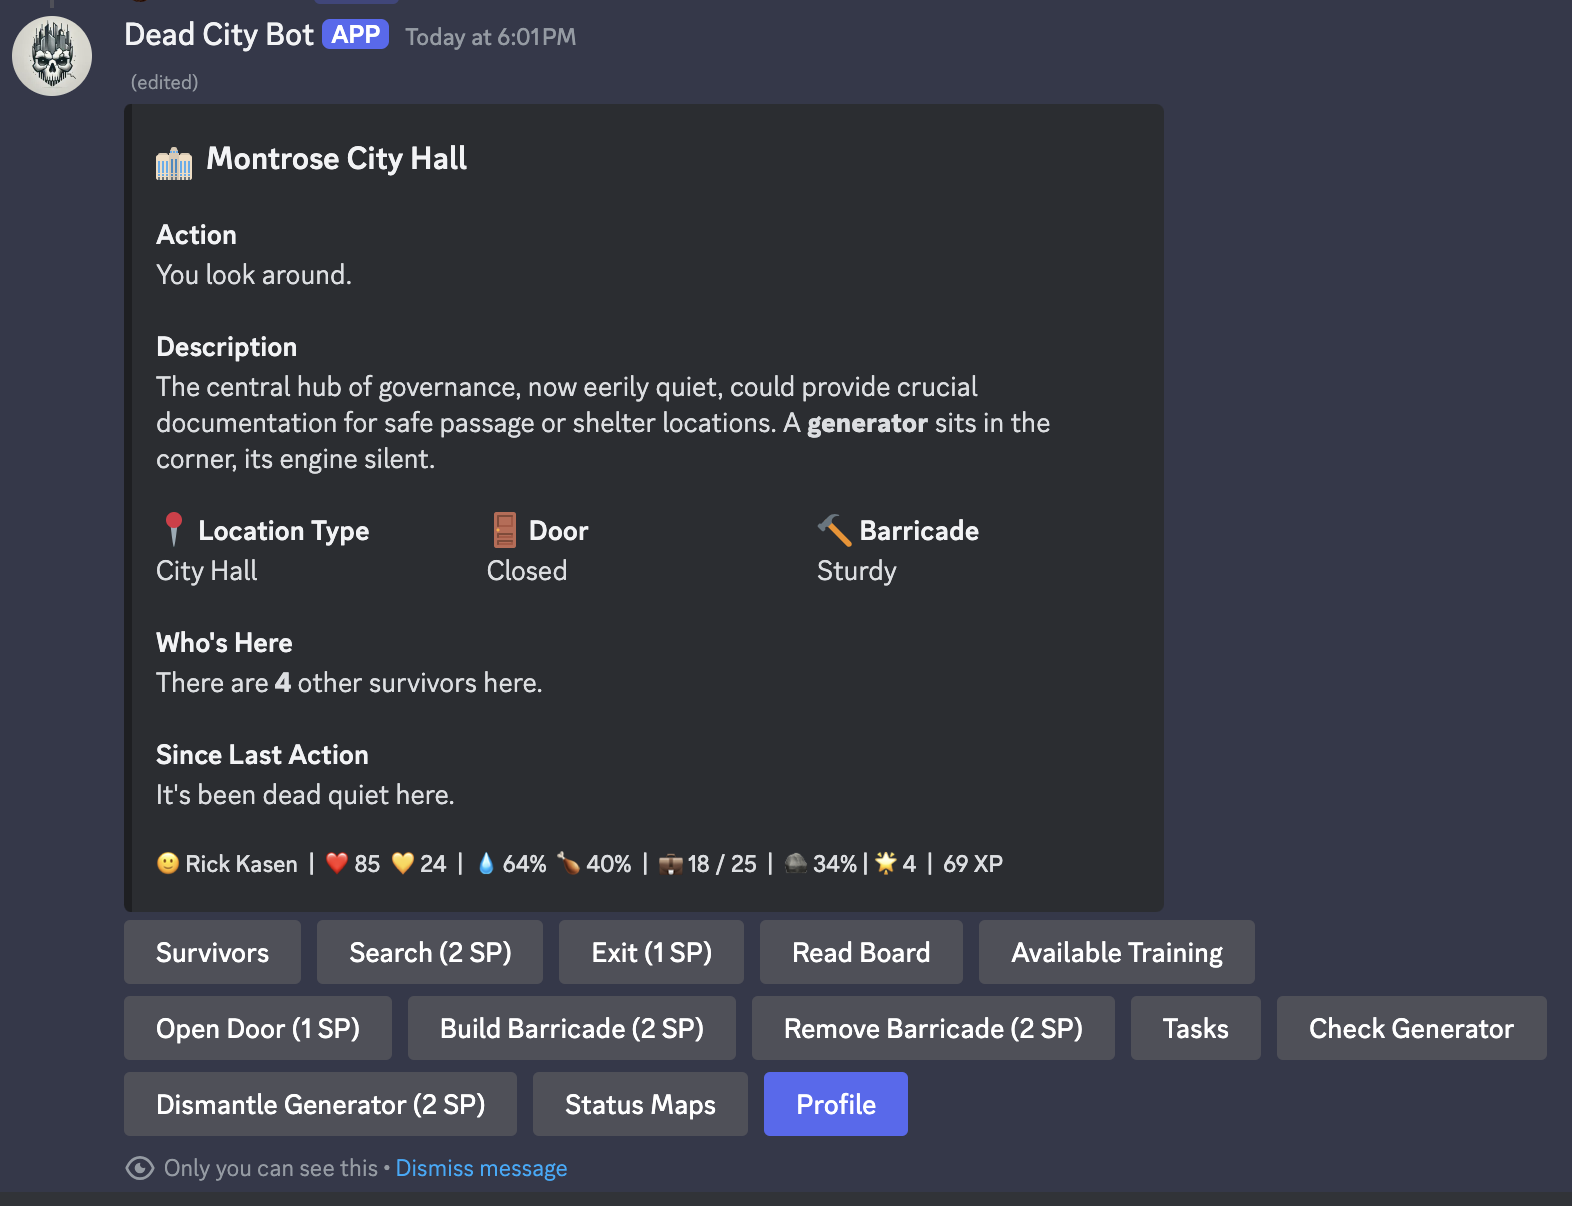 Dead City Bot APP Today at 6:01 PM
(edited)
Montrose City Hall
Action
You look around.
Description
The central hub of governance, now eerily quiet, could provide crucial
documentation for safe passage or shelter locations. A generator sits in the
corner, its engine silent.
Location Type Door Barricade
City Hall Closed Sturdy
Who's Here
There are 4 other survivors here.
Since Last Action
It's been dead quiet here.
Rick Kasen | 85 24 | 64% 40% | 18 / 25 | 34% | 4 | 69 XP
Survivors Search (2 SP) Exit (1 SP) Read Board Available Training
Open Door (1 SP) Build Barricade (2 SP) Remove Barricade (2 SP) Tasks Check Generator
Dismantle Generator (2 SP) Status Maps Profile
Only you can see this • Dismiss message